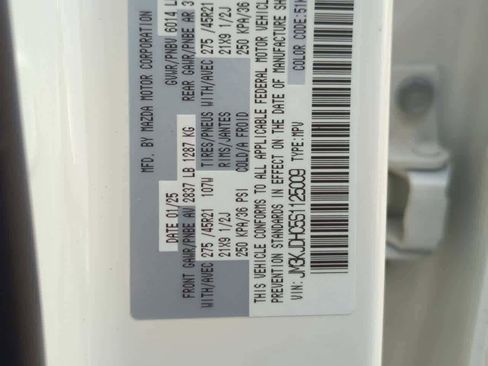 MFD. BY MAZDA MOTOR CORPORATION
DATE 01/25 GVWR/PNBV 6014 L
FRONT GAWR/PNBE AV 2837 LB 1287 KG REAR GAWR/PNBE AR 3
WITH/AVEC 275 /45R21 107W TIRES/PNEUS WITH/AVEC 275 /45R21
21X9 1/2J RIMS/JANTES 21X9 1/2J
250 KPA/36 PSI COLD/A FROID 250 KPA/36
THIS VEHICLE CONFORMS TO ALL APPLICABLE FEDERAL MOTOR VEHICLE
PREVENTION STANDARDS IN EFFECT ON THE DATE OF MANUFACTURE SH
VIN: TYPE:MPV COLOR CODE:51K